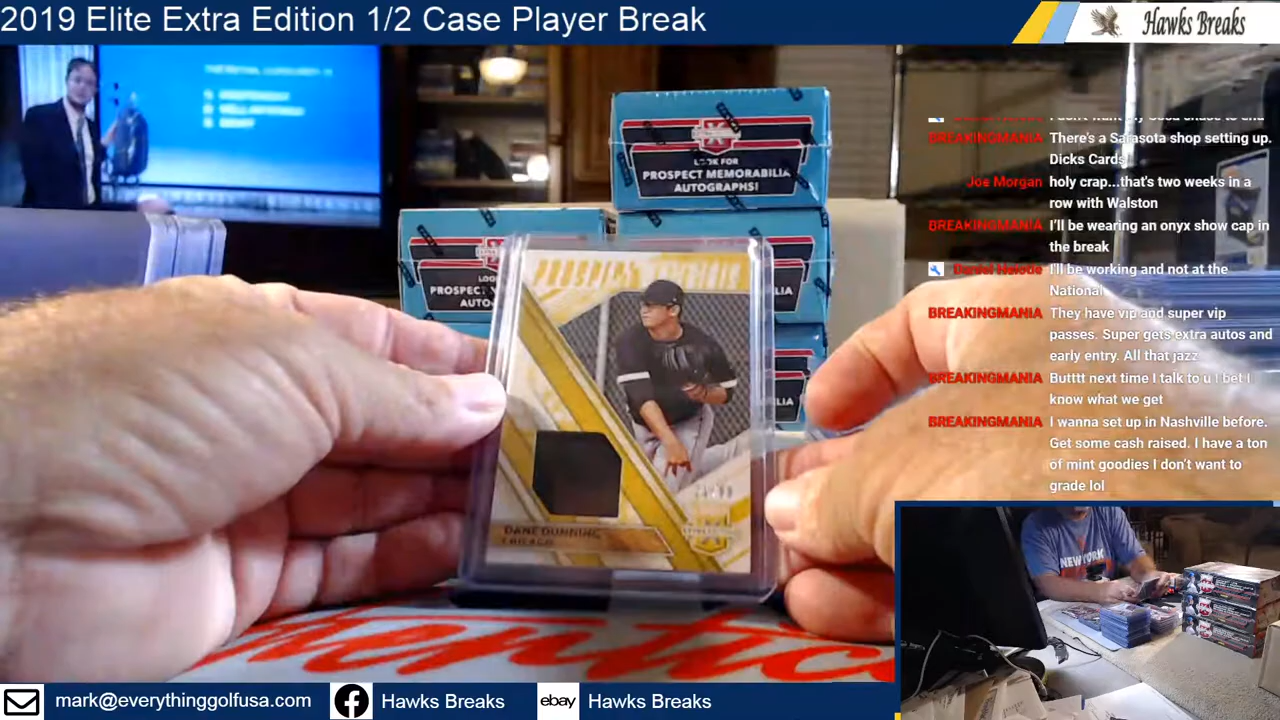 2019 Elite Extra Edition 1/2 Case Player Break
Hawks Breaks
LOOK FOR
PROSPECT MEMORABILIA
AUTOGRAPHS!
PROSPECT
DANE DUNNING
CHICAGO
BREAKINGMANIA There's a Sarasota shop setting up.
Dicks Cards!
Joe Morgan holy crap...that's two weeks in a
row with Walston
BREAKINGMANIA I'll be wearing an onyx show cap in
the break
I'll be working and not at the
National
BREAKINGMANIA They have vip and super vip
passes. Super gets extra autos and
early entry. All that jazz
BREAKINGMANIA Butttt next time I talk to u I bet I
know what we get
BREAKINGMANIA I wanna set up in Nashville before.
Get some cash raised. I have a ton
of mint goodies I don't want to
grade lol
NEW YORK
mark@everythinggolfusa.com
Hawks Breaks
ebay
Hawks Breaks